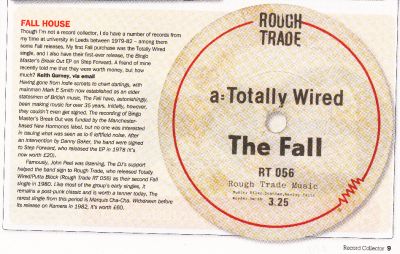 FALL HOUSE
Though I'm not a record collector, I do have a number of records from
my time at university in Leeds between 1979-82 – among them
some Fall releases. My first Fall purchase was the Totally Wired
single, and I also have their first-ever release, the Bingo
Master's Break Out EP on Step Forward. A friend of mine
recently told me that they were worth money, but how
much? Keith Gurney, via email
Having gone from indie scraps to chart darlings, with
mainman Mark E Smith now established as an elder
statesman of British music, The Fall have, astonishingly,
been making music for over 35 years. Initially, however,
they couldn't even get signed. The recording of Bingo
Master's Break Out was funded by the Manchester-
based New Hormones label, but no one was interested
in issuing what was seen as lo-fi artful noise. After
an intervention by Danny Baker, the band were signed
to Step Forward, who released the EP in 1978 (it's
now worth £20).
Famously, John Peel was listening. The DJ's support
helped the band sign to Rough Trade, who released Totally
Wired/Putta Block (Rough Trade RT 056) as their second Fall
single in 1980. Like most of the group's early singles, it
remains a post-punk classic and is worth a tenner today. The
rarest single from this period is Marquis Cha-Cha. Withdrawn before
its release on Kamera in 1982, it's worth £60.
ROUGH
TRADE
a: Totally Wired
The Fall
RT 056
Rough Trade Music
3.25
Record Collector 9